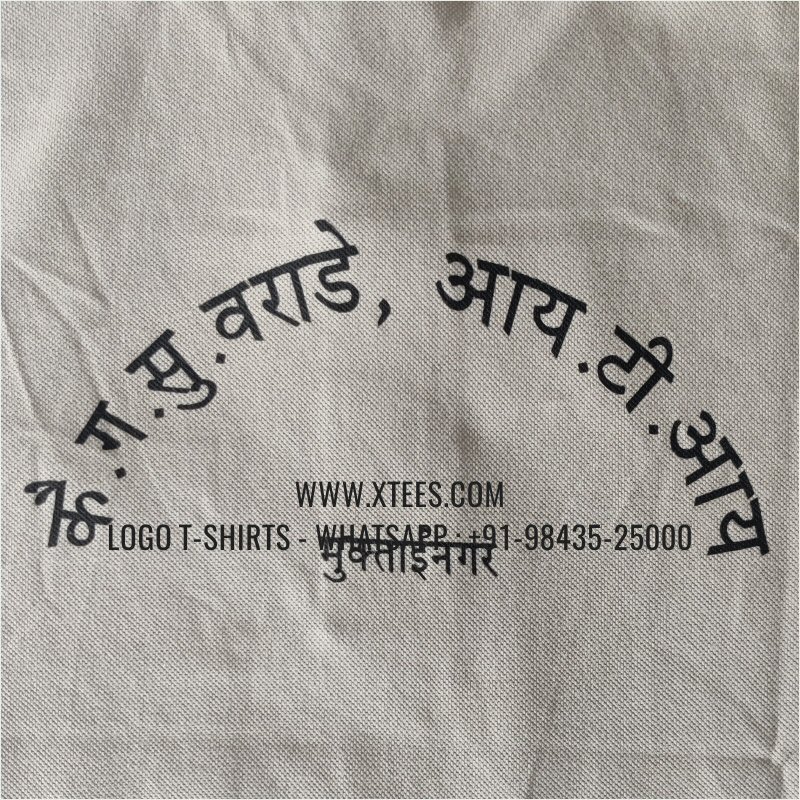 श्री.ग.सु.वराडे, आय.टी.आय
WWW.XTEES.COM
LOGO T-SHIRTS - WHATSAPP : +91-98435-25000
मुक्ताईनगर